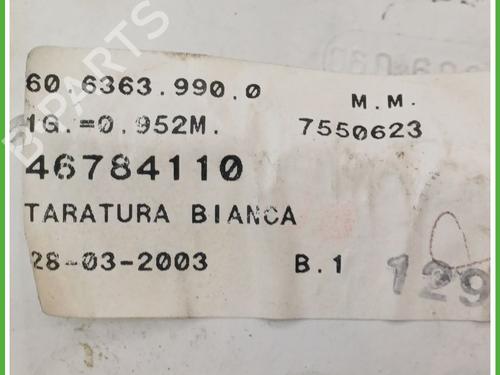 B-PARTS
60.6363.990.0
M.M.
1G.=0.952M.
7550623
46784110
TARATURA BIANCA
28-03-2003
B.1
129